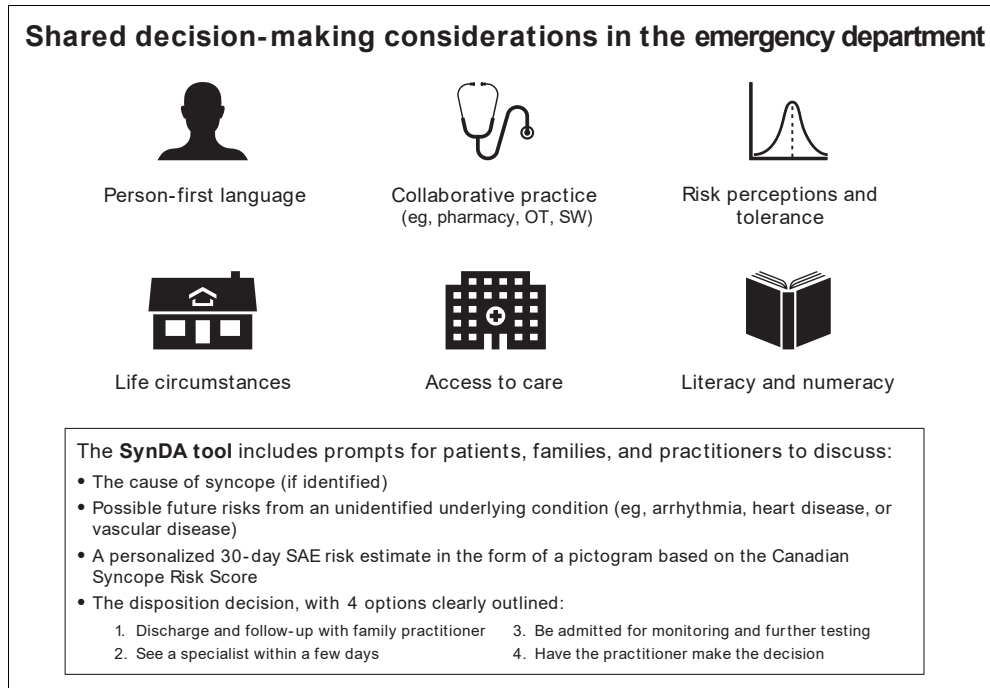 Shared decision-making considerations in the emergency department
Person-first language
Collaborative practice
(eg, pharmacy, OT, SW)
Risk perceptions and
tolerance
Life circumstances
Access to care
Literacy and numeracy
The SynDA tool includes prompts for patients, families, and practitioners to discuss:
• The cause of syncope (if identified)
• Possible future risks from an unidentified underlying condition (eg, arrhythmia, heart disease, or
vascular disease)
• A personalized 30-day SAE risk estimate in the form of a pictogram based on the Canadian
Syncope Risk Score
• The disposition decision, with 4 options clearly outlined:
1. Discharge and follow-up with family practitioner
2. See a specialist within a few days
3. Be admitted for monitoring and further testing
4. Have the practitioner make the decision